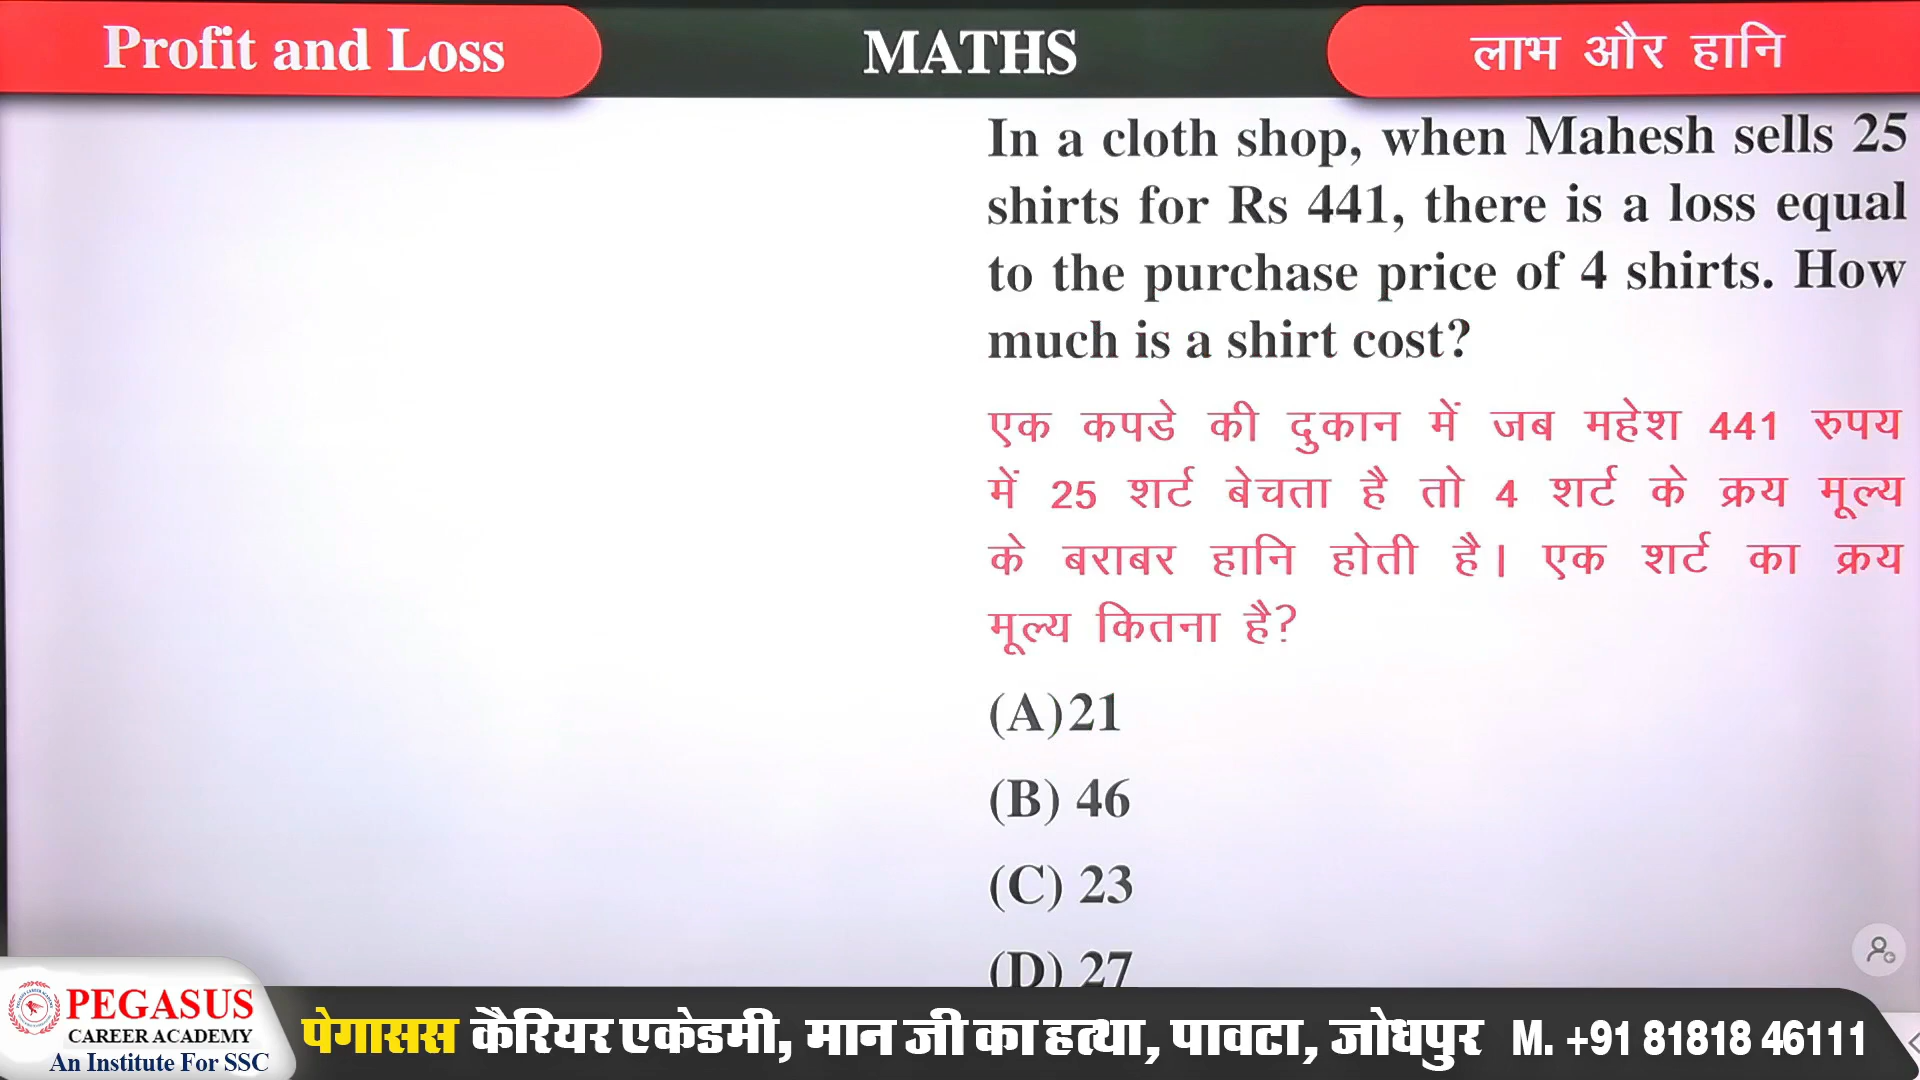 Profit and Loss
MATHS
लाभ और हानि
In a cloth shop, when Mahesh sells 25
shirts for Rs 441, there is a loss equal
to the purchase price of 4 shirts. How
much is a shirt cost?
एक कपडे की दुकान में जब महेश 441 रुपय
में 25 शर्ट बेचता है तो 4 शर्ट के क्रय मूल्य
के बराबर हानि होती है। एक शर्ट का क्रय
मूल्य कितना है?
(A)21
(B) 46
(C) 23
(D) 27
PEGASUS
CAREER ACADEMY
An Institute For SSC
पेगासस कैरियर एकेडमी, मान जी का हत्था, पावटा, जोधपुर M. +91 81818 46111